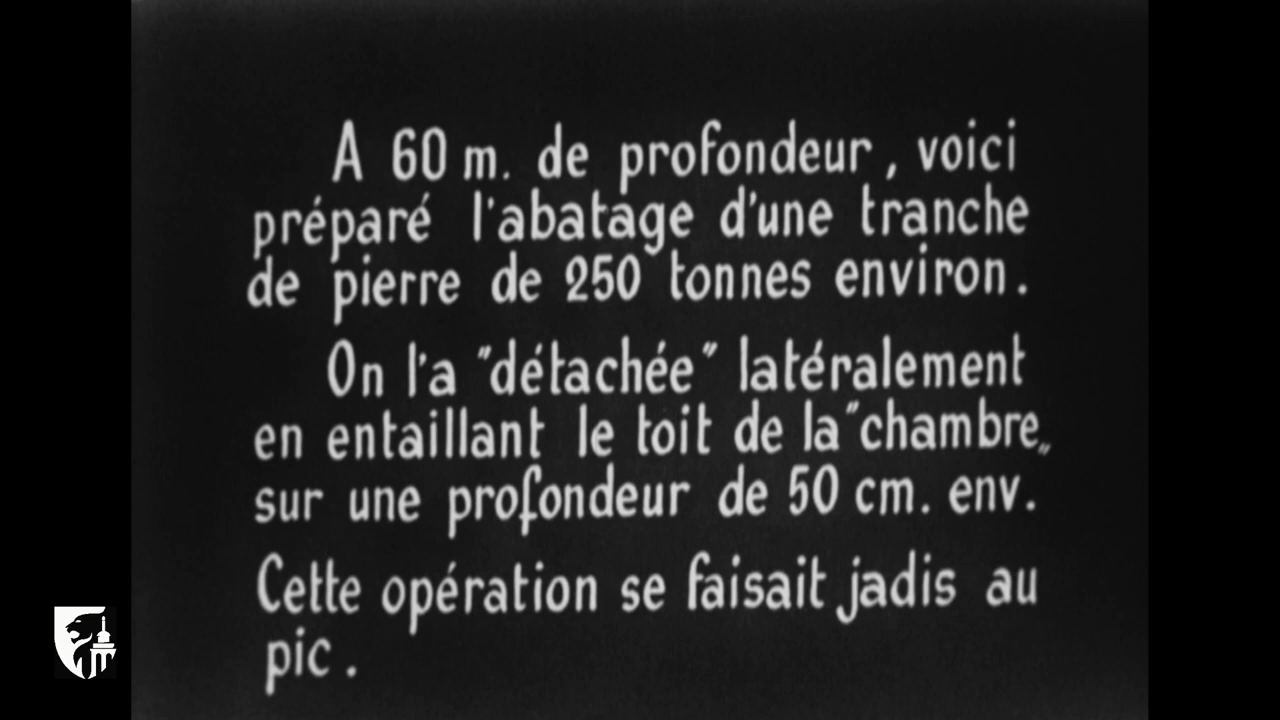 A 60 m. de profondeur, voici
préparé l'abatage d'une tranche
de pierre de 250 tonnes environ.
On l'a "détachée" latéralement
en entaillant le toit de la "chambre„
sur une profondeur de 50 cm. env.
Cette opération se faisait jadis au
pic.